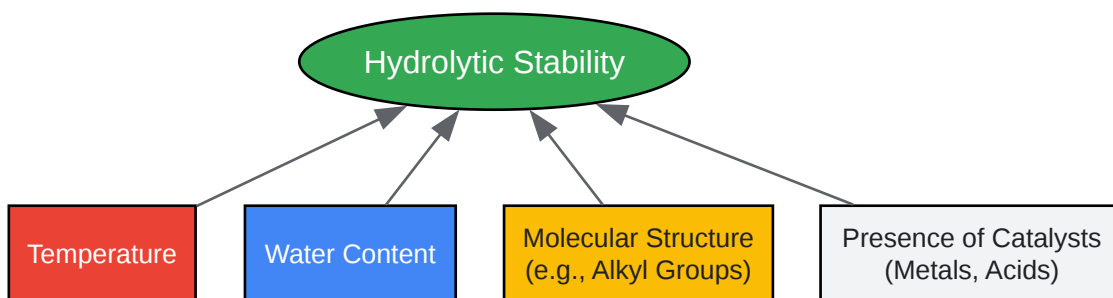 Hydrolytic Stability
Temperature
Water Content
Molecular Structure
(e.g., Alkyl Groups)
Presence of Catalysts
(Metals, Acids)